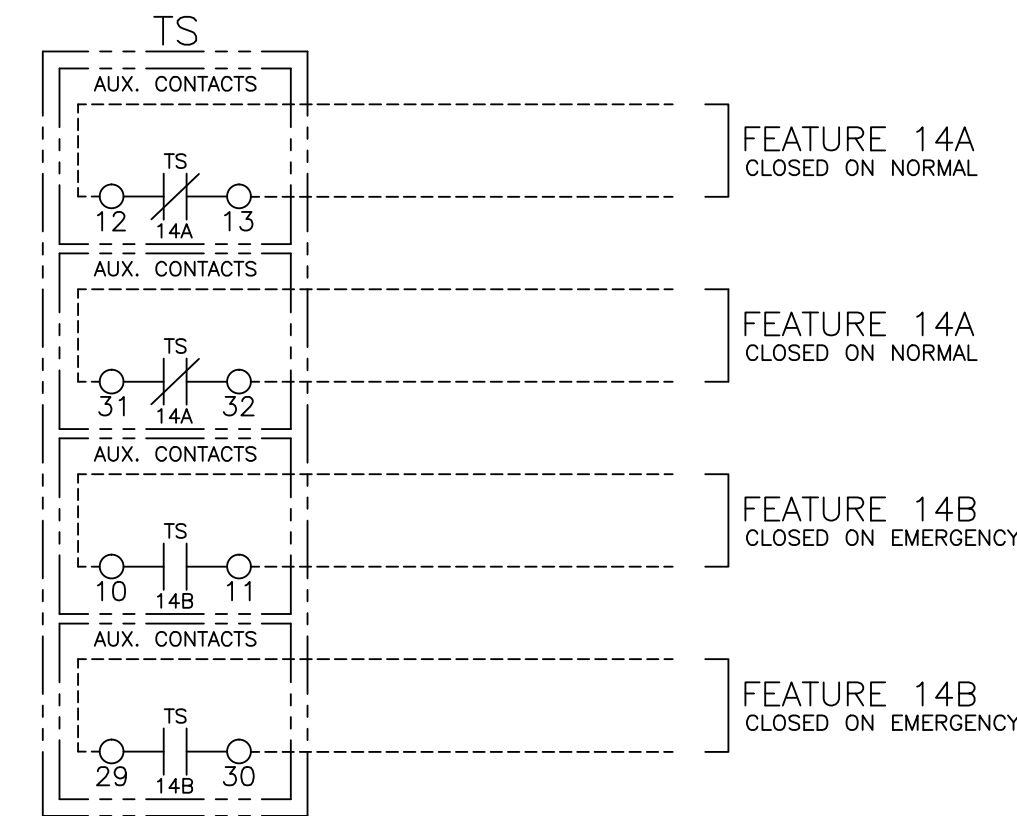 TS
AUX. CONTACTS
TS
12
14A
13
FEATURE 14A
CLOSED ON NORMAL
AUX. CONTACTS
TS
31
14A
32
FEATURE 14A
CLOSED ON NORMAL
AUX. CONTACTS
TS
10
14B
11
FEATURE 14B
CLOSED ON EMERGENCY
AUX. CONTACTS
TS
29
14B
30
FEATURE 14B
CLOSED ON EMERGENCY